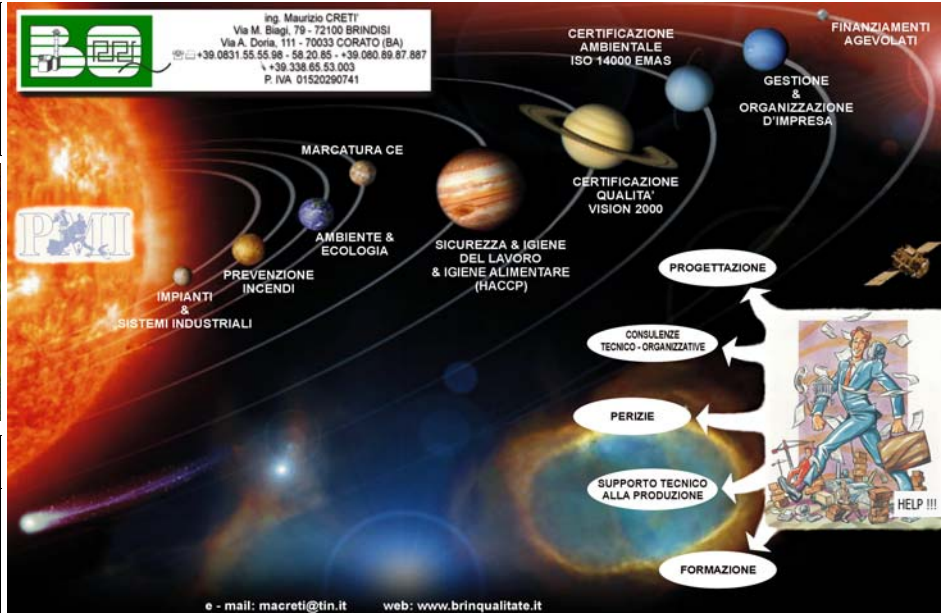 ing. Maurizio CRETI'
Via M. Biagi, 79 - 72100 BRINDISI
Via A. Doria, 111 - 70033 CORATO (BA)
+39.0831.55.55.98 - 58.20.85 - +39.080.89.87.887
+39.338.65.53.003
P. IVA 01520290741
FINANZIAMENTI
AGEVOLATI
CERTIFICAZIONE
AMBIENTALE
ISO 14000 EMAS
GESTIONE
&
ORGANIZZAZIONE
D'IMPRESA
MARCATURA CE
CERTIFICAZIONE
QUALITA'
VISION 2000
PMI
AMBIENTE &
ECOLOGIA
SICUREZZA & IGIENE
DEL LAVORO
& IGIENE ALIMENTARE
(HACCP)
PREVENZIONE
INCENDI
IMPIANTI
&
SISTEMI INDUSTRIALI
PROGETTAZIONE
CONSULENZE
TECNICO - ORGANIZZATIVE
PERIZIE
SUPPORTO TECNICO
ALLA PRODUZIONE
HELP !!!
FORMAZIONE
e - mail: macreti@tin.it web: www.brinqualitate.it